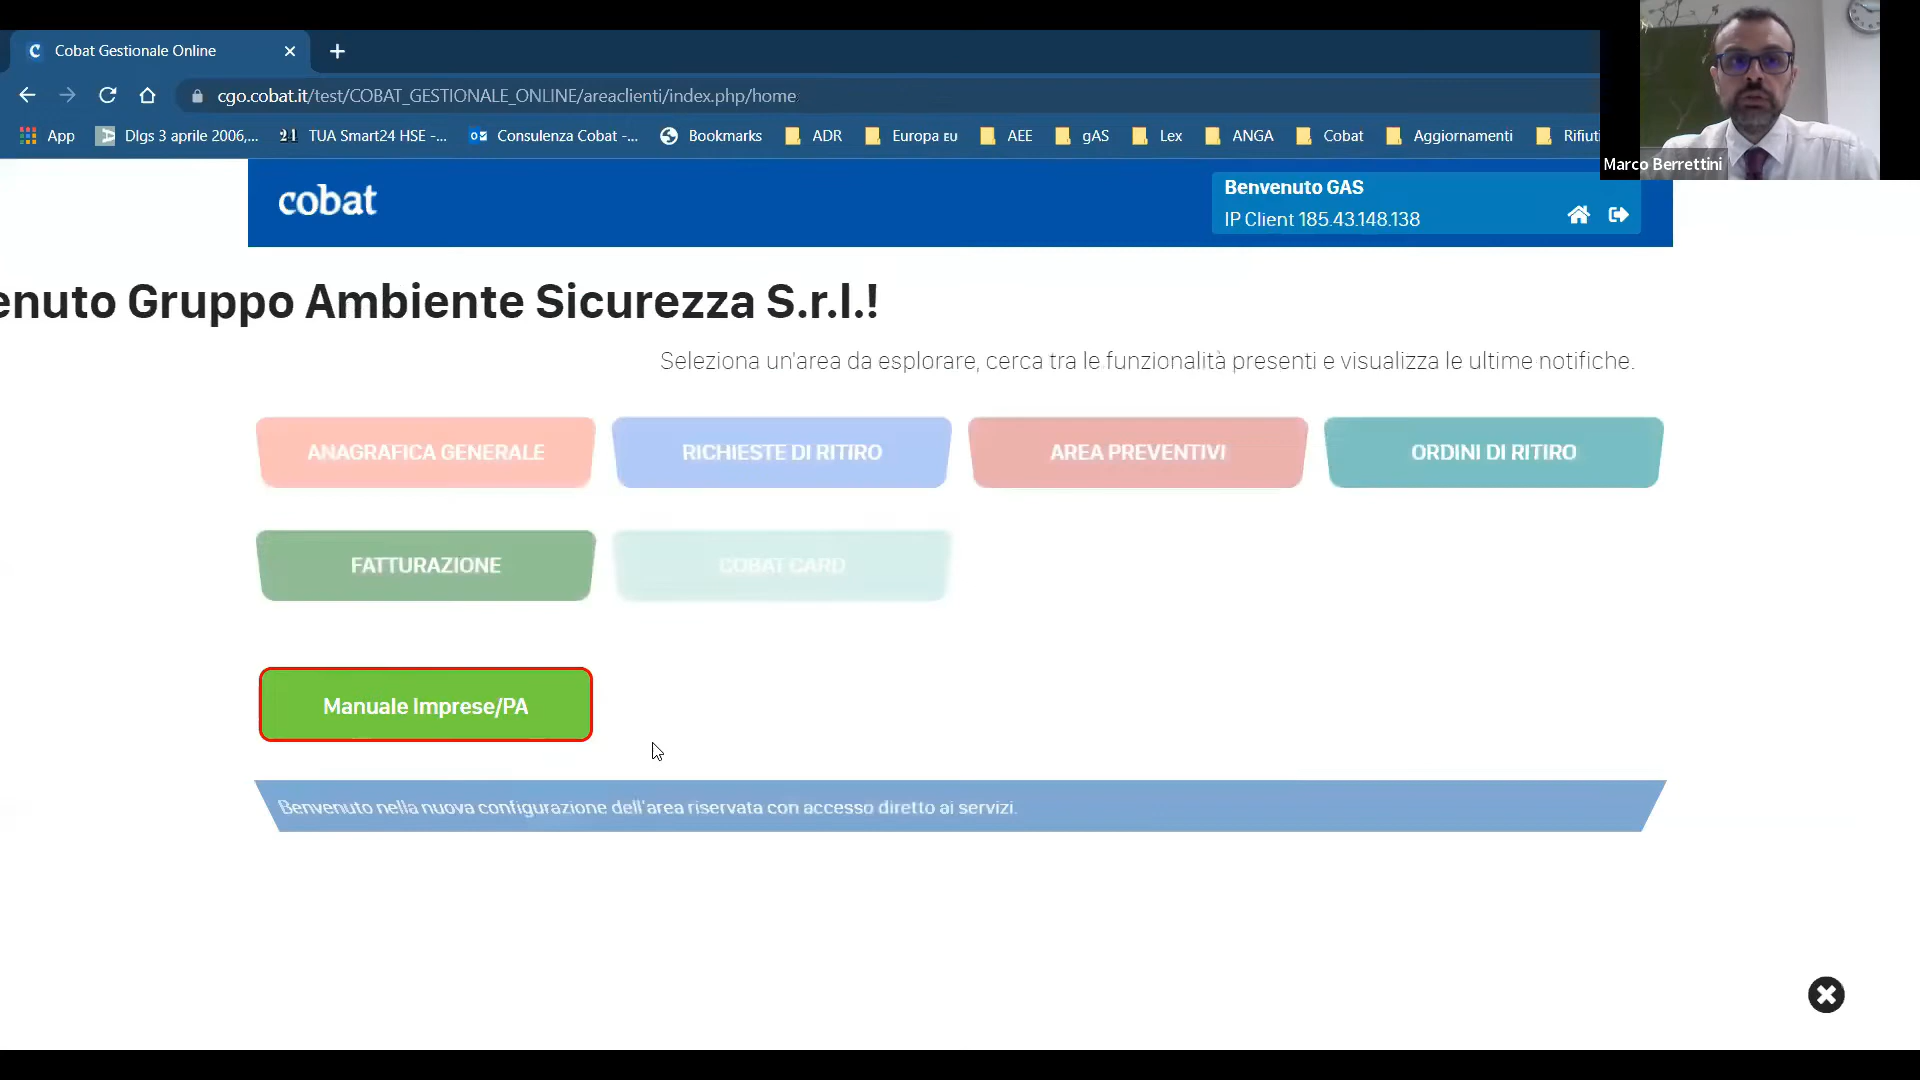 Cobat Gestionale Online
cgo.cobat.it/test/COBAT_GESTIONALE_ONLINE/areaclienti/index.php/home
App
Dlgs 3 aprile 2006,...
24 TUA Smart24 HSE -...
Consulenza Cobat -...
Bookmarks
ADR
Europa EU
AEE
gAS
Lex
ANGA
Cobat
Aggiornamenti
Rifiuti
Marco Berrettini
cobat
Benvenuto GAS
IP Client 185.43.148.138
enuto Gruppo Ambiente Sicurezza S.r.l.!
Seleziona un'area da esplorare, cerca tra le funzionalità presenti e visualizza le ultime notifiche.
ANAGRAFICA GENERALE
RICHIESTE DI RITIRO
AREA PREVENTIVI
ORDINI DI RITIRO
FATTURAZIONE
COBAT CARD
Manuale Imprese/PA
Benvenuto nella nuova configurazione dell'area riservata con accesso diretto ai servizi.